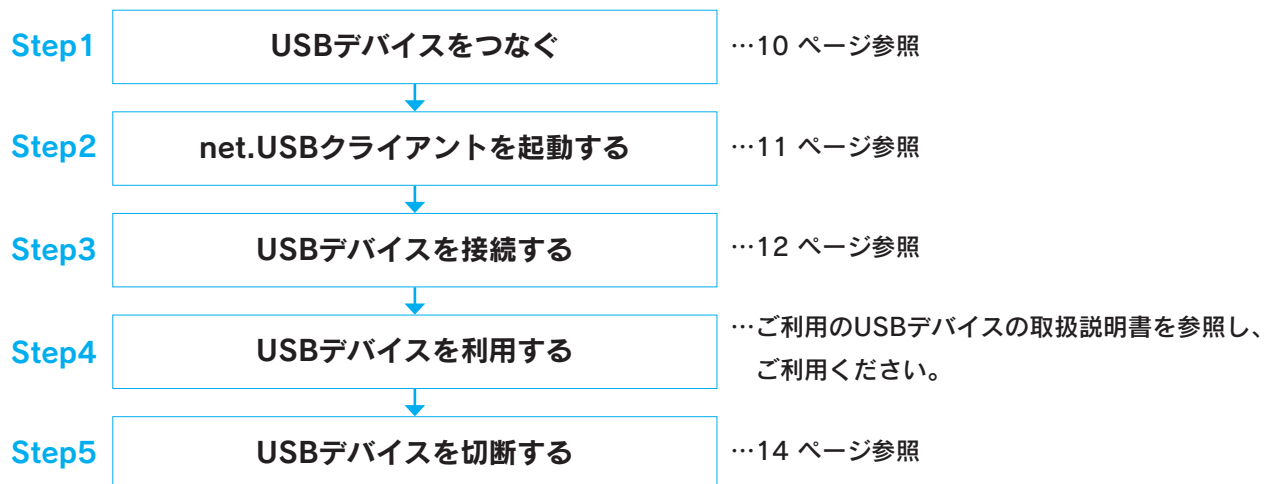 Step1 USBデバイスをつなぐ …10 ページ参照
Step2 net.USBクライアントを起動する …11 ページ参照
Step3 USBデバイスを接続する …12 ページ参照
Step4 USBデバイスを利用する …ご利用のUSBデバイスの取扱説明書を参照し、
ご利用ください。
Step5 USBデバイスを切断する …14 ページ参照